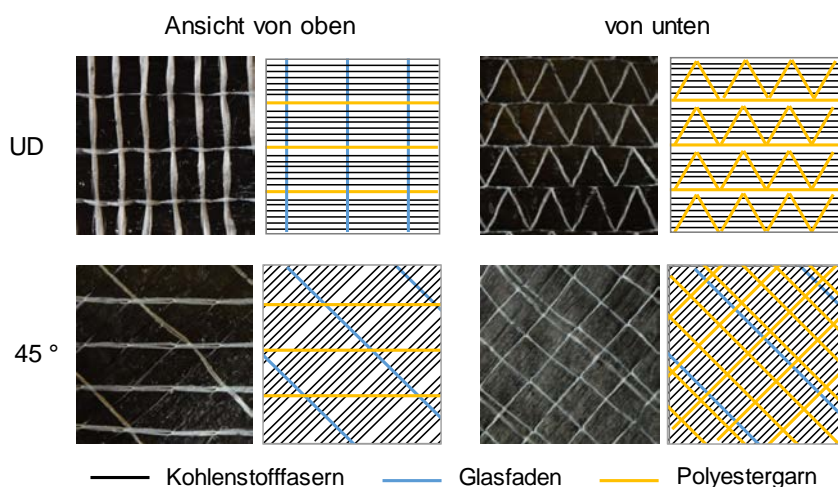 Ansicht von oben
von unten
UD
45 °
Kohlenstofffasern
Glasfaden
Polyestergarn